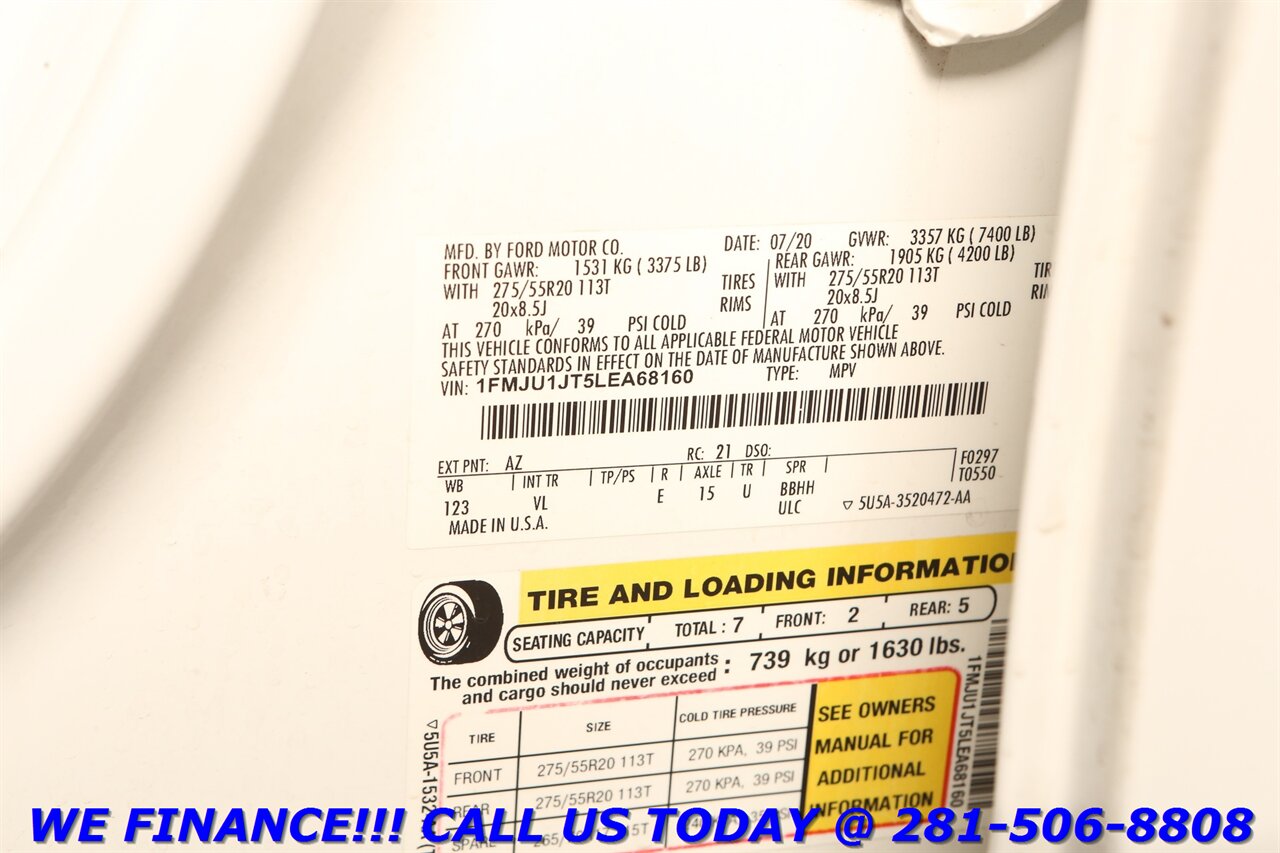 MFD. BY FORD MOTOR CO. DATE: 07/20 GVWR: 3357 KG ( 7400 LB)
FRONT GAWR: 1531 KG ( 3375 LB) REAR GAWR: 1905 KG ( 4200 LB)
WITH 275/55R20 113T TIRES WITH 275/55R20 113T
20x8.5J RIMS 20x8.5J
AT 270 kPa/ 39 PSI COLD AT 270 kPa/ 39 PSI COLD
THIS VEHICLE CONFORMS TO ALL APPLICABLE FEDERAL MOTOR VEHICLE
SAFETY STANDARDS IN EFFECT ON THE DATE OF MANUFACTURE SHOWN ABOVE.
VIN: 1FMJU1JT5LEA68160 TYPE: MPV
EXT PNT: AZ RC: 21 DSO: F0297
WB INT TR TP/PS R AXLE TR SPR T0550
123 VL E 15 U BBHH
ULC ▽ 5U5A-3520472-AA
MADE IN U.S.A.
TIRE AND LOADING INFORMATIO
SEATING CAPACITY TOTAL : 7 FRONT: 2 REAR: 5
The combined weight of occupants
and cargo should never exceed : 739 kg or 1630 lbs.
TIRE SIZE COLD TIRE PRESSURE
FRONT 275/55R20 113T 270 KPA, 39 PSI
REAR 275/55R20 113T 270 KPA, 39 PSI
SPARE
SEE OWNERS
MANUAL FOR
ADDITIONAL
INFORMATION
1FMJU1JT5LEA68160
WE FINANCE!!! CALL US TODAY @ 281-506-8808